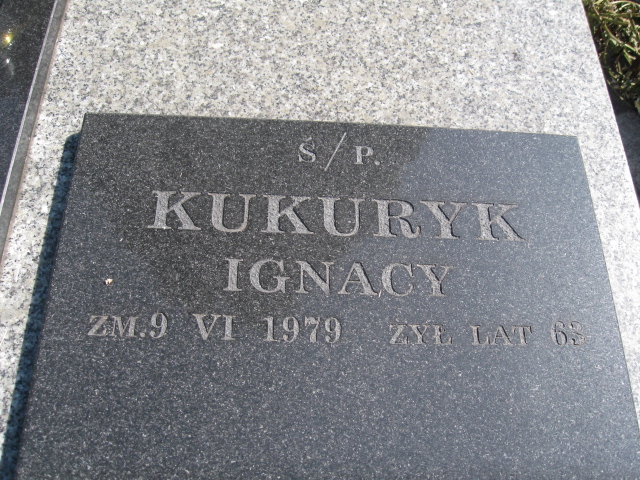 Ś/P.
KUKURYK
IGNACY
ZM. 9 VI 1979 ŻYŁ LAT 63